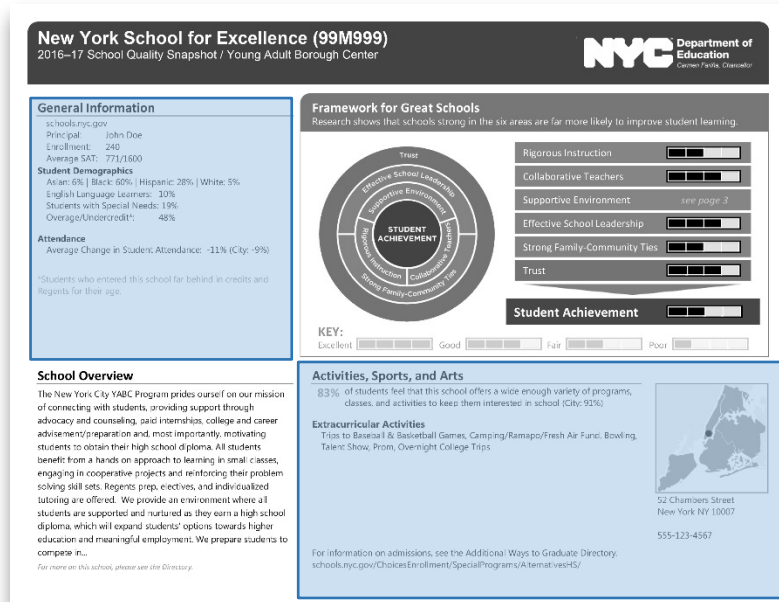 New York School for Excellence (99M999)
2016–17 School Quality Snapshot / Young Adult Borough Center
NYC
Department of
Education
Carmen Fariña, Chancellor
General Information
schools.nyc.gov
Principal: John Doe
Enrollment: 240
Average SAT: 771/1600
Student Demographics
Asian: 6% | Black: 60% | Hispanic: 28% | White: 5%
English Language Learners: 10%
Students with Special Needs: 19%
Overage/Undercredit*: 48%
Attendance
Average Change in Student Attendance: -11% (City: -9%)
*Students who entered this school far behind in credits and
Regents for their age.
Framework for Great Schools
Research shows that schools strong in the six areas are far more likely to improve student learning.
Trust
Effective School Leadership
Supportive Environment
STUDENT
ACHIEVEMENT
Rigorous Instruction
Collaborative Teachers
Strong Family-Community Ties
Rigorous Instruction
Collaborative Teachers
Supportive Environment see page 3
Effective School Leadership
Strong Family-Community Ties
Trust
Student Achievement
KEY:
Excellent Good Fair Poor
School Overview
The New York City YABC Program prides ourself on our mission
of connecting with students, providing support through
advocacy and counseling, paid internships, college and career
advisement/preparation and, most importantly, motivating
students to obtain their high school diploma. All students
benefit from a hands on approach to learning in small classes,
engaging in cooperative projects and reinforcing their problem
solving skill sets. Regents prep, electives, and individualized
tutoring are offered. We provide an environment where all
students are supported and nurtured as they earn a high school
diploma, which will expand students' options towards higher
education and meaningful employment. We prepare students to
compete in...
For more on this school, please see the Directory.
Activities, Sports, and Arts
83% of students feel that this school offers a wide enough variety of programs,
classes, and activities to keep them interested in school (City: 91%)
Extracurricular Activities
Trips to Baseball & Basketball Games, Camping/Ramapo/Fresh Air Fund, Bowling,
Talent Show, Prom, Overnight College Trips
52 Chambers Street
New York NY 10007
555-123-4567
For information on admissions, see the Additional Ways to Graduate Directory.
schools.nyc.gov/ChoicesEnrollment/SpecialPrograms/AlternativesHS/